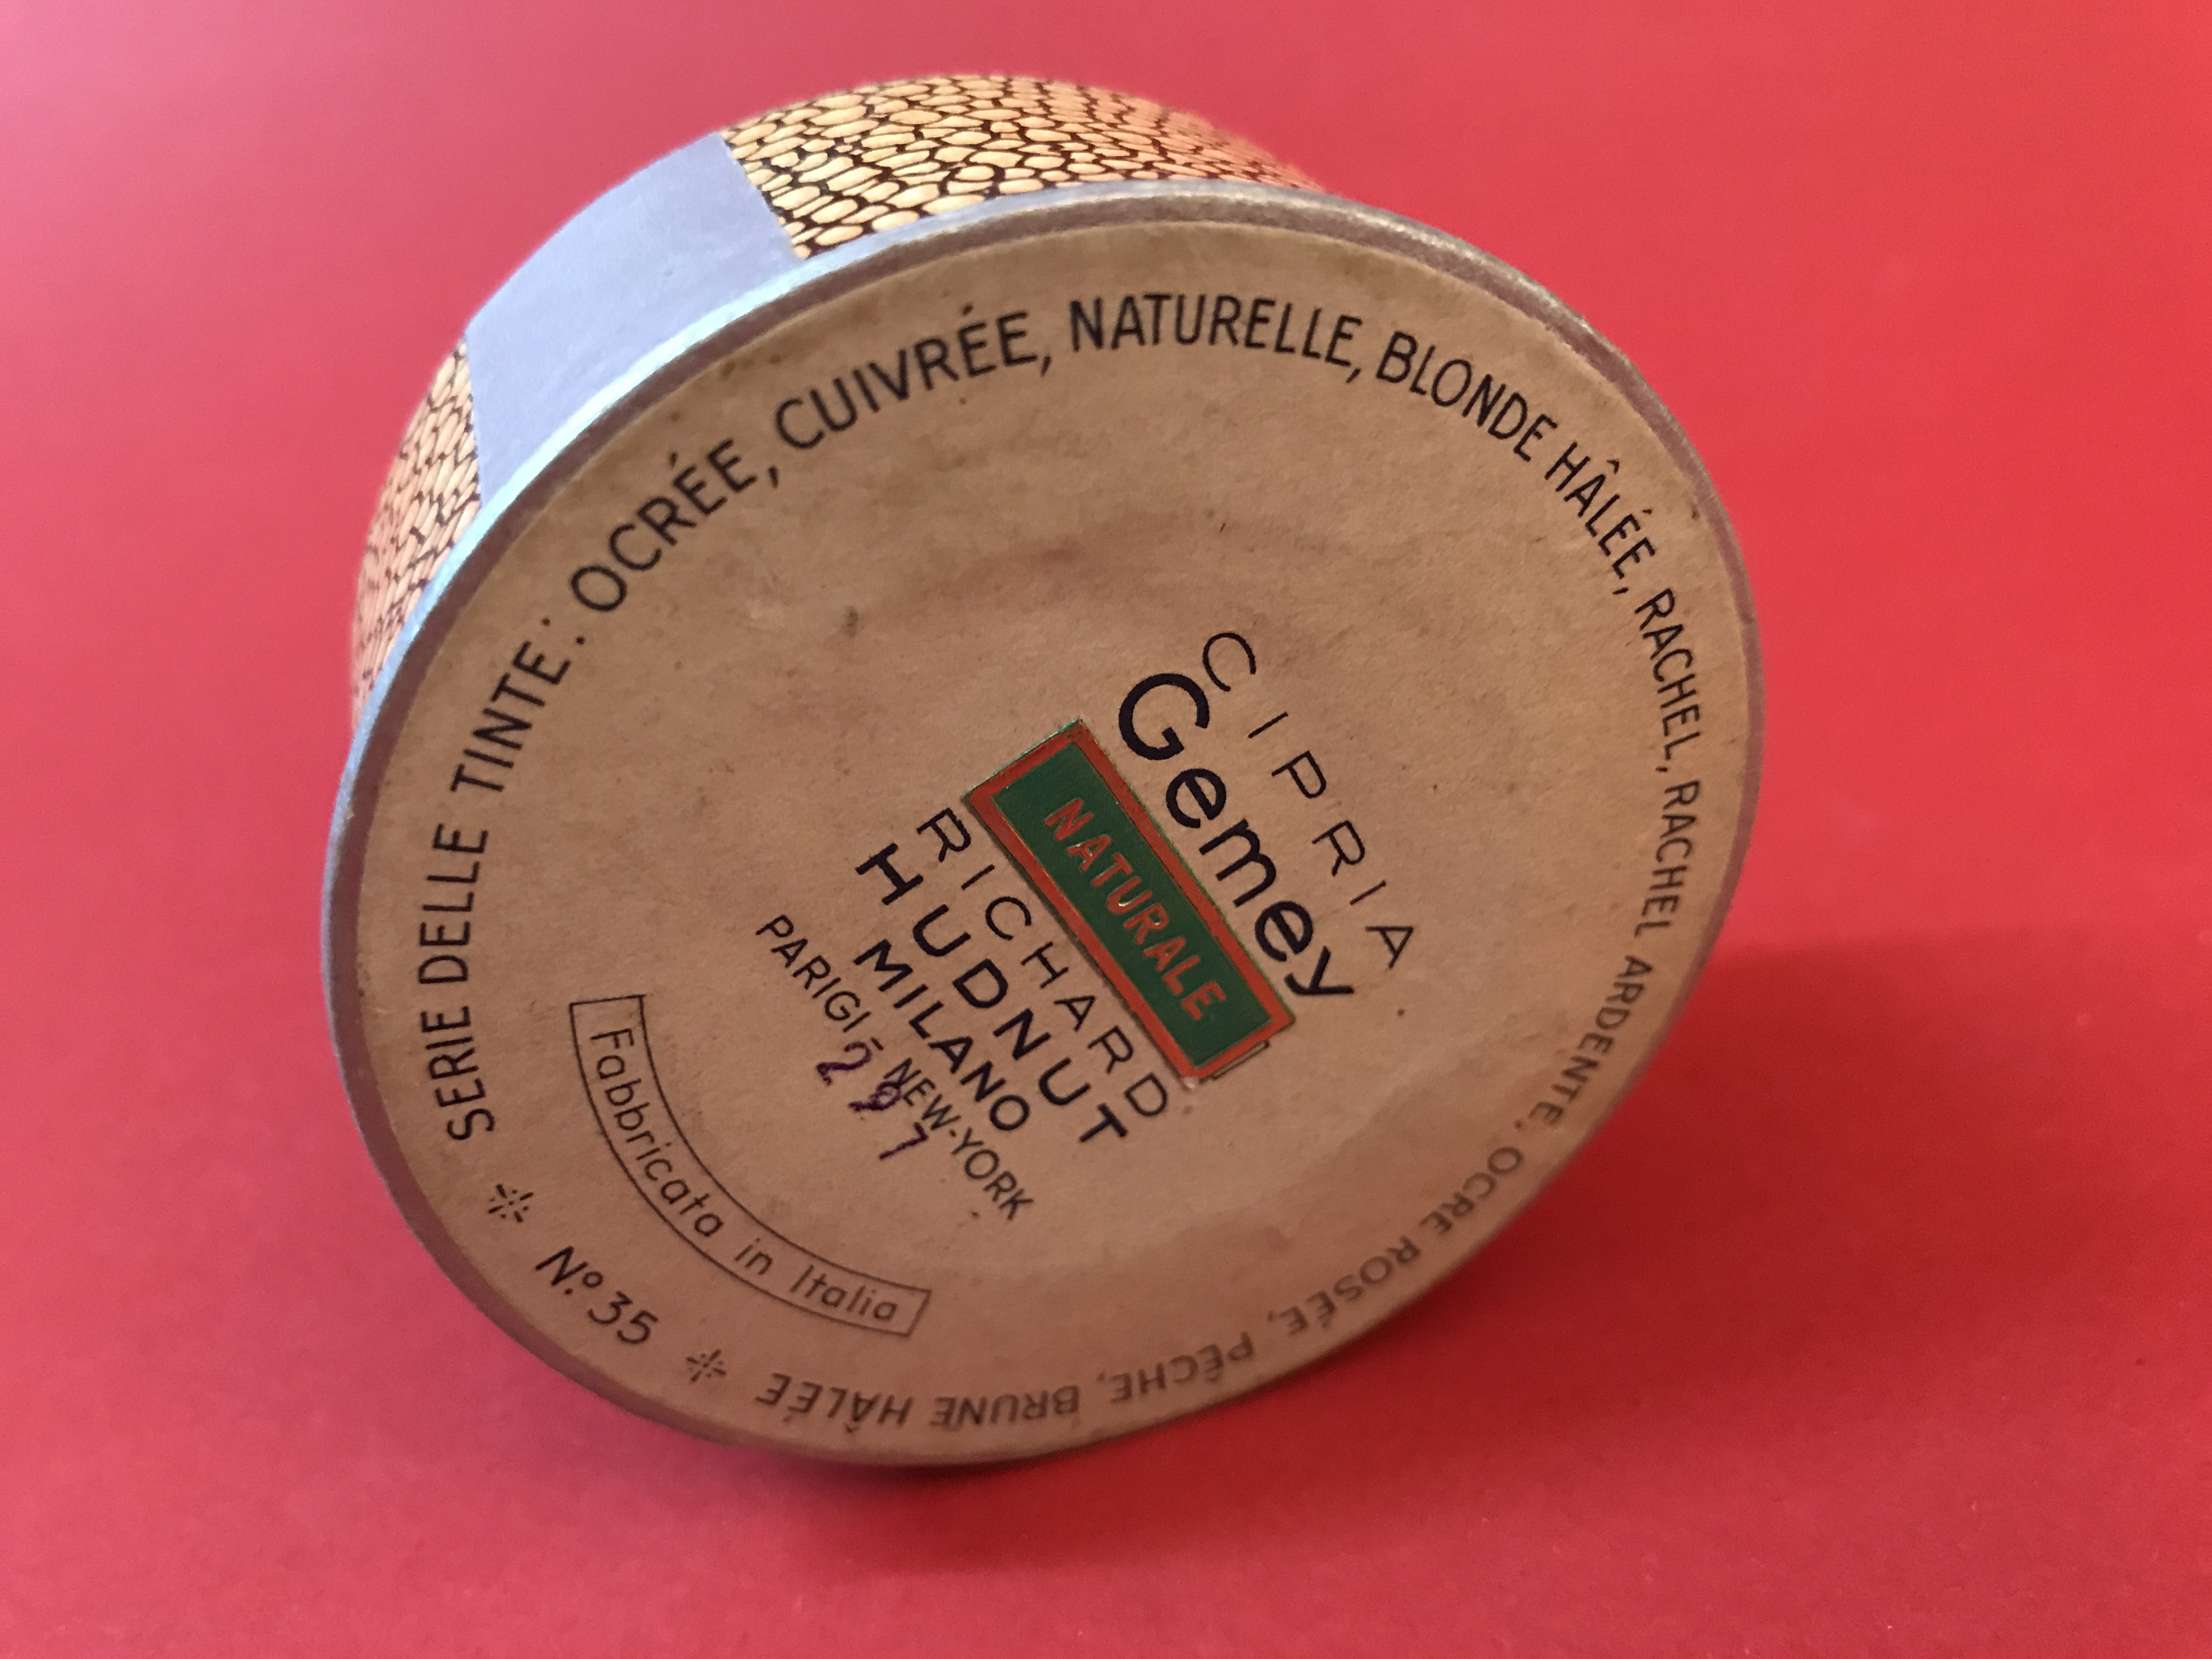 SERIE DELLE TINTE: OCRÉE, CUIVRÉE, NATURELLE, BLONDE HÂLÉE, RACHEL, RACHEL ARDENTE, OCRE ROSÉE, PÊCHE, BRUNE HÂLÉE
* Nº 35 *
CIPRIA
Gemey
NATURALE
RICHARD
HUDNUT
MILANO
PARIGI - NEW-YORK
Fabbricata in Italia